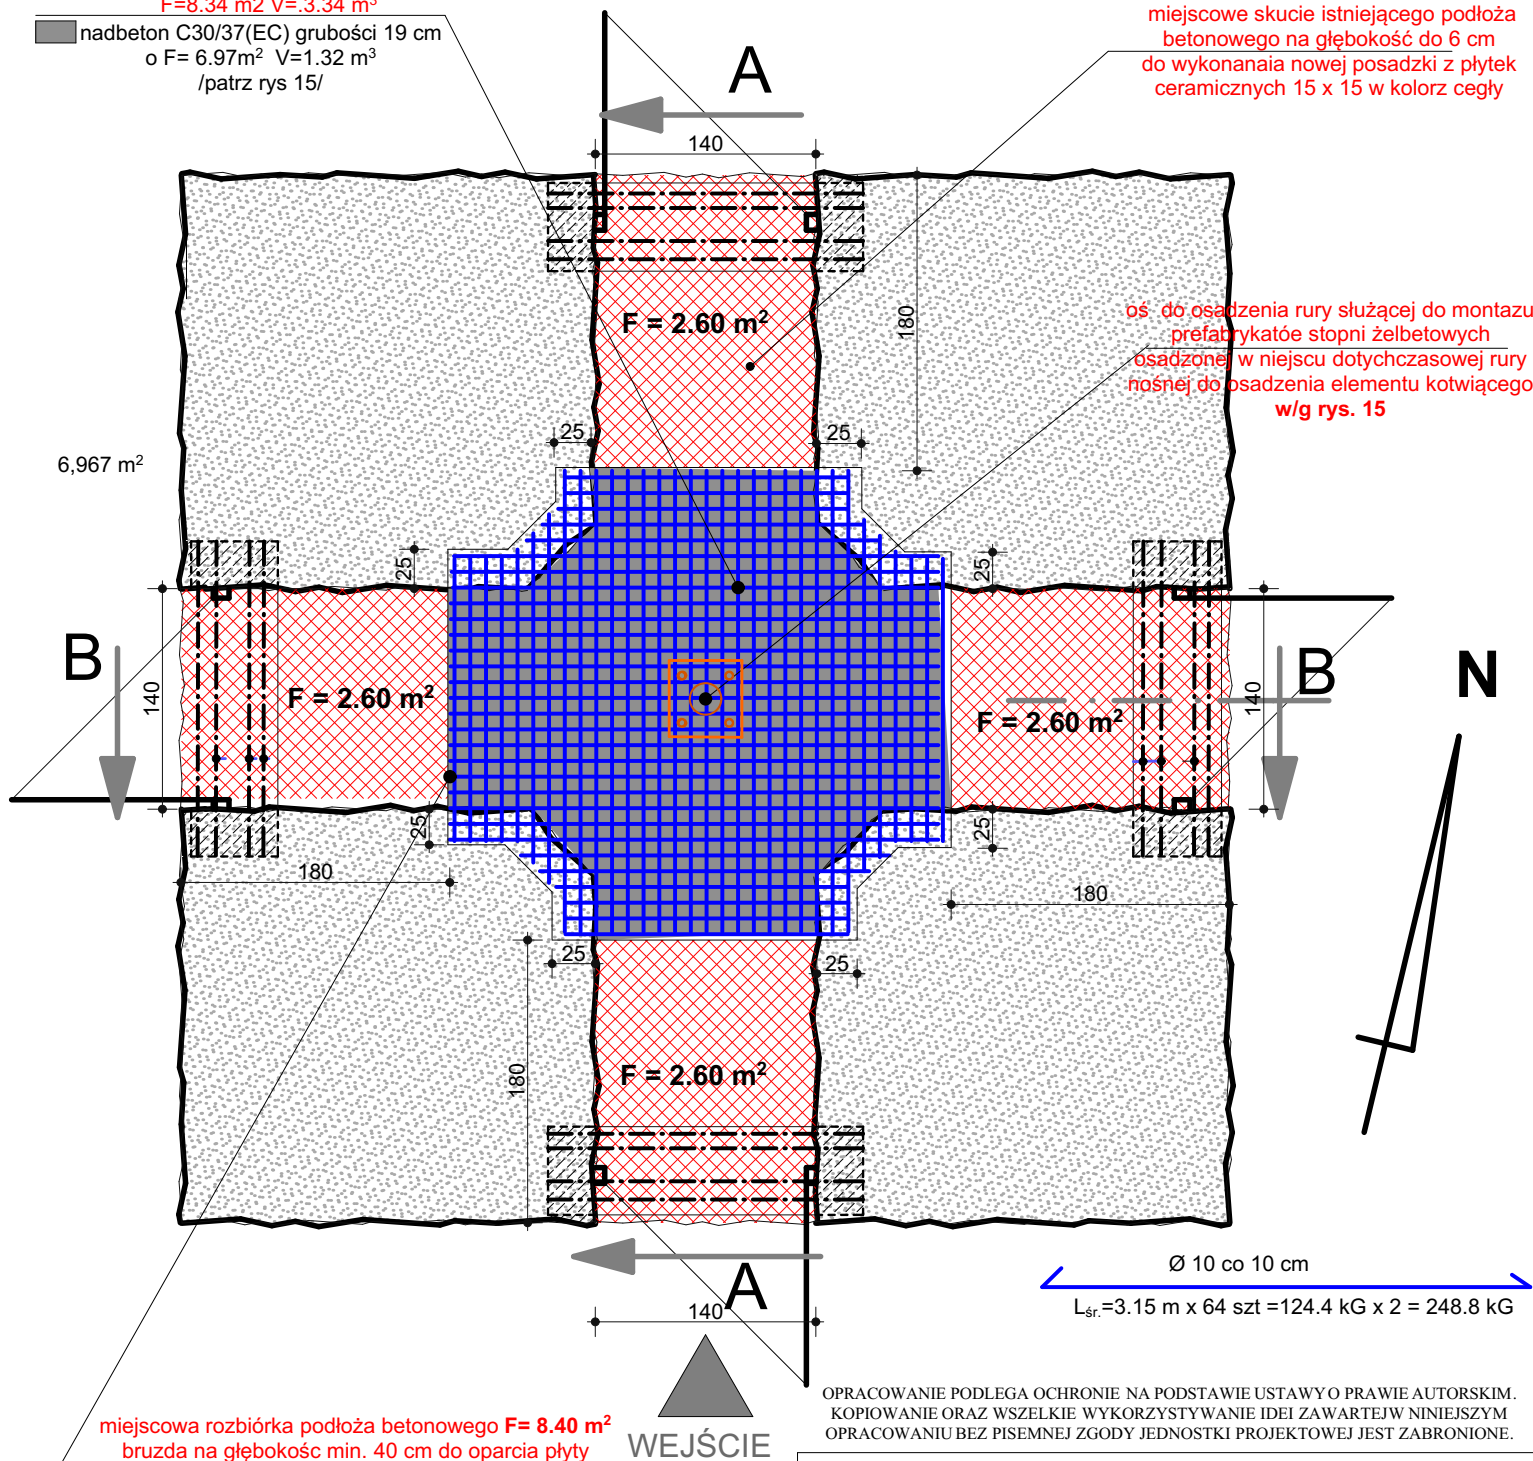 F=8.34 m2 V=.3.34 m³
nadbeton C30/37(EC) grubości 19 cm
o F= 6.97m² V=1.32 m³
/patrz rys 15/
miejscowe skucie istniejącego podłoża
betonowego na głębokość do 6 cm
do wykonanaia nowej posadzki z płytek
ceramicznych 15 x 15 w kolorz cegły
A
140
180
F = 2.60 m²
oś do osadzenia rury służącej do montazu
prefabrykatóe stopni żelbetowych
osadzonej w niejscu dotychczasowej rury
nośnej do osadzenia elementu kotwiącego
w/g rys. 15
25
25
6,967 m²
25
25
B
140
F = 2.60 m²
F = 2.60 m²
140
B
N
25
25
180
180
25
25
180
F = 2.60 m²
Ø 10 co 10 cm
Lśr.=3.15 m x 64 szt =124.4 kG x 2 = 248.8 kG
A
140
WEJŚCIE
miejscowa rozbiórka podłoża betonowego F= 8.40 m²
bruzda na głębokośc min. 40 cm do oparcia płyty
OPRACOWANIE PODLEGA OCHRONIE NA PODSTAWIE USTAWY O PRAWIE AUTORSKIM.
KOPIOWANIE ORAZ WSZELKIE WYKORZYSTYWANIE IDEI ZAWARTEJ W NINIEJSZYM
OPRACOWANIU BEZ PISEMNEJ ZGODY JEDNOSTKI PROJEKTOWEJ JEST ZABRONIONE.